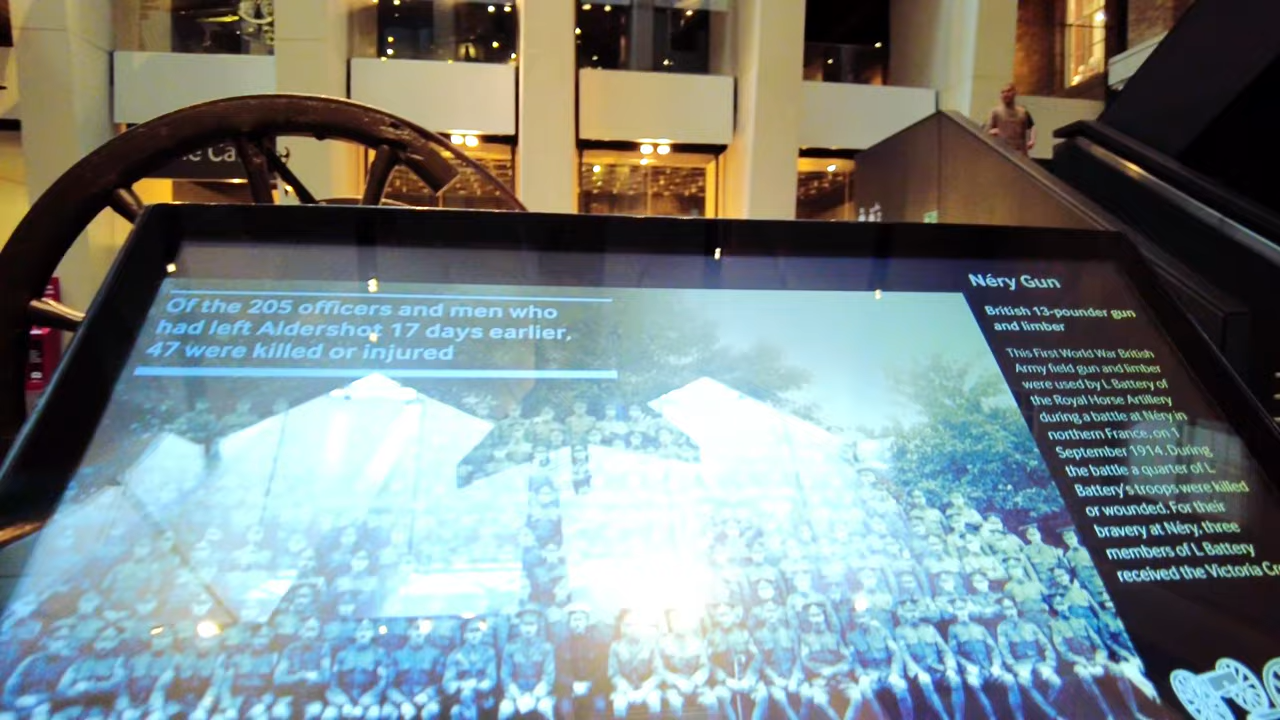 Of the 205 officers and men who
had left Aldershot 17 days earlier,
47 were killed or injured
Néry Gun
British 13-pounder gun
and limber
This First World War British
Army field gun and limber
were used by L Battery of
the Royal Horse Artillery
during a battle at Néry in
northern France, on 1
September 1914. During
the battle a quarter of L
Battery's troops were killed
or wounded. For their
bravery at Néry, three
members of L Battery
received the Victoria